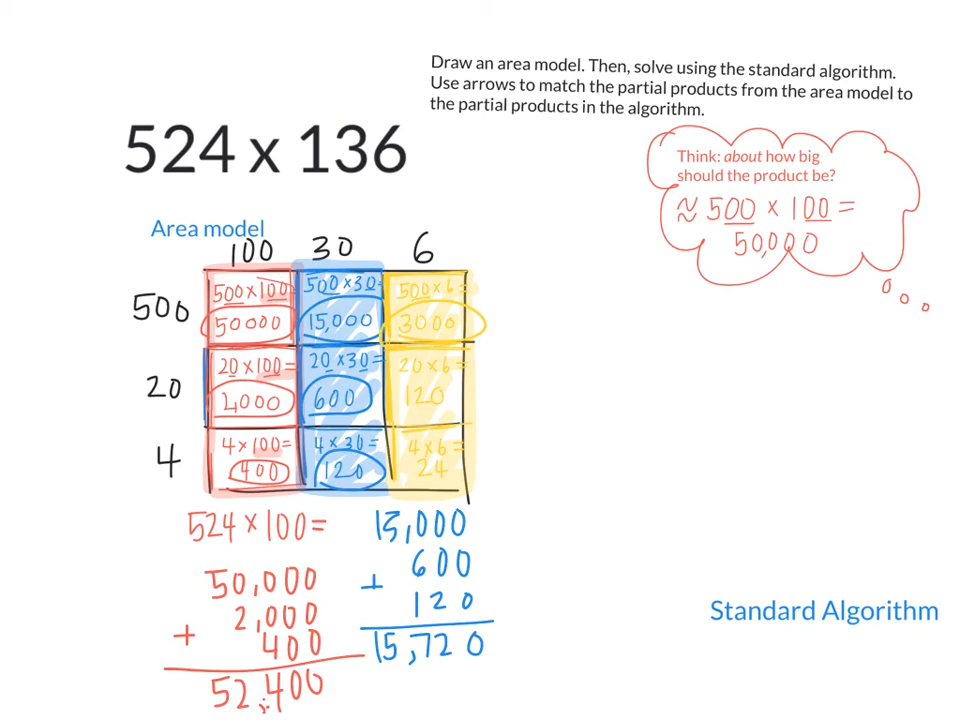 Draw an area model. Then, solve using the standard algorithm.
Use arrows to match the partial products from the area model to
the partial products in the algorithm.
524 x 136
Think: about how big
should the product be?
≈ 500 x 100 =
50,000
Area model
100 30 6
500 500 x 100 500 x 30 = 500 x 6 =
50000 15,000 3000
20 20 x 100 = 20 x 30 = 20 x 6 =
2,000 600 120
4 4 x 100 = 4 x 30 = 4 x 6 =
400 120 24
524 x 100 =
50,000
2,000
+ 400
52,400
15,000
+ 600
120
15,720
Standard Algorithm